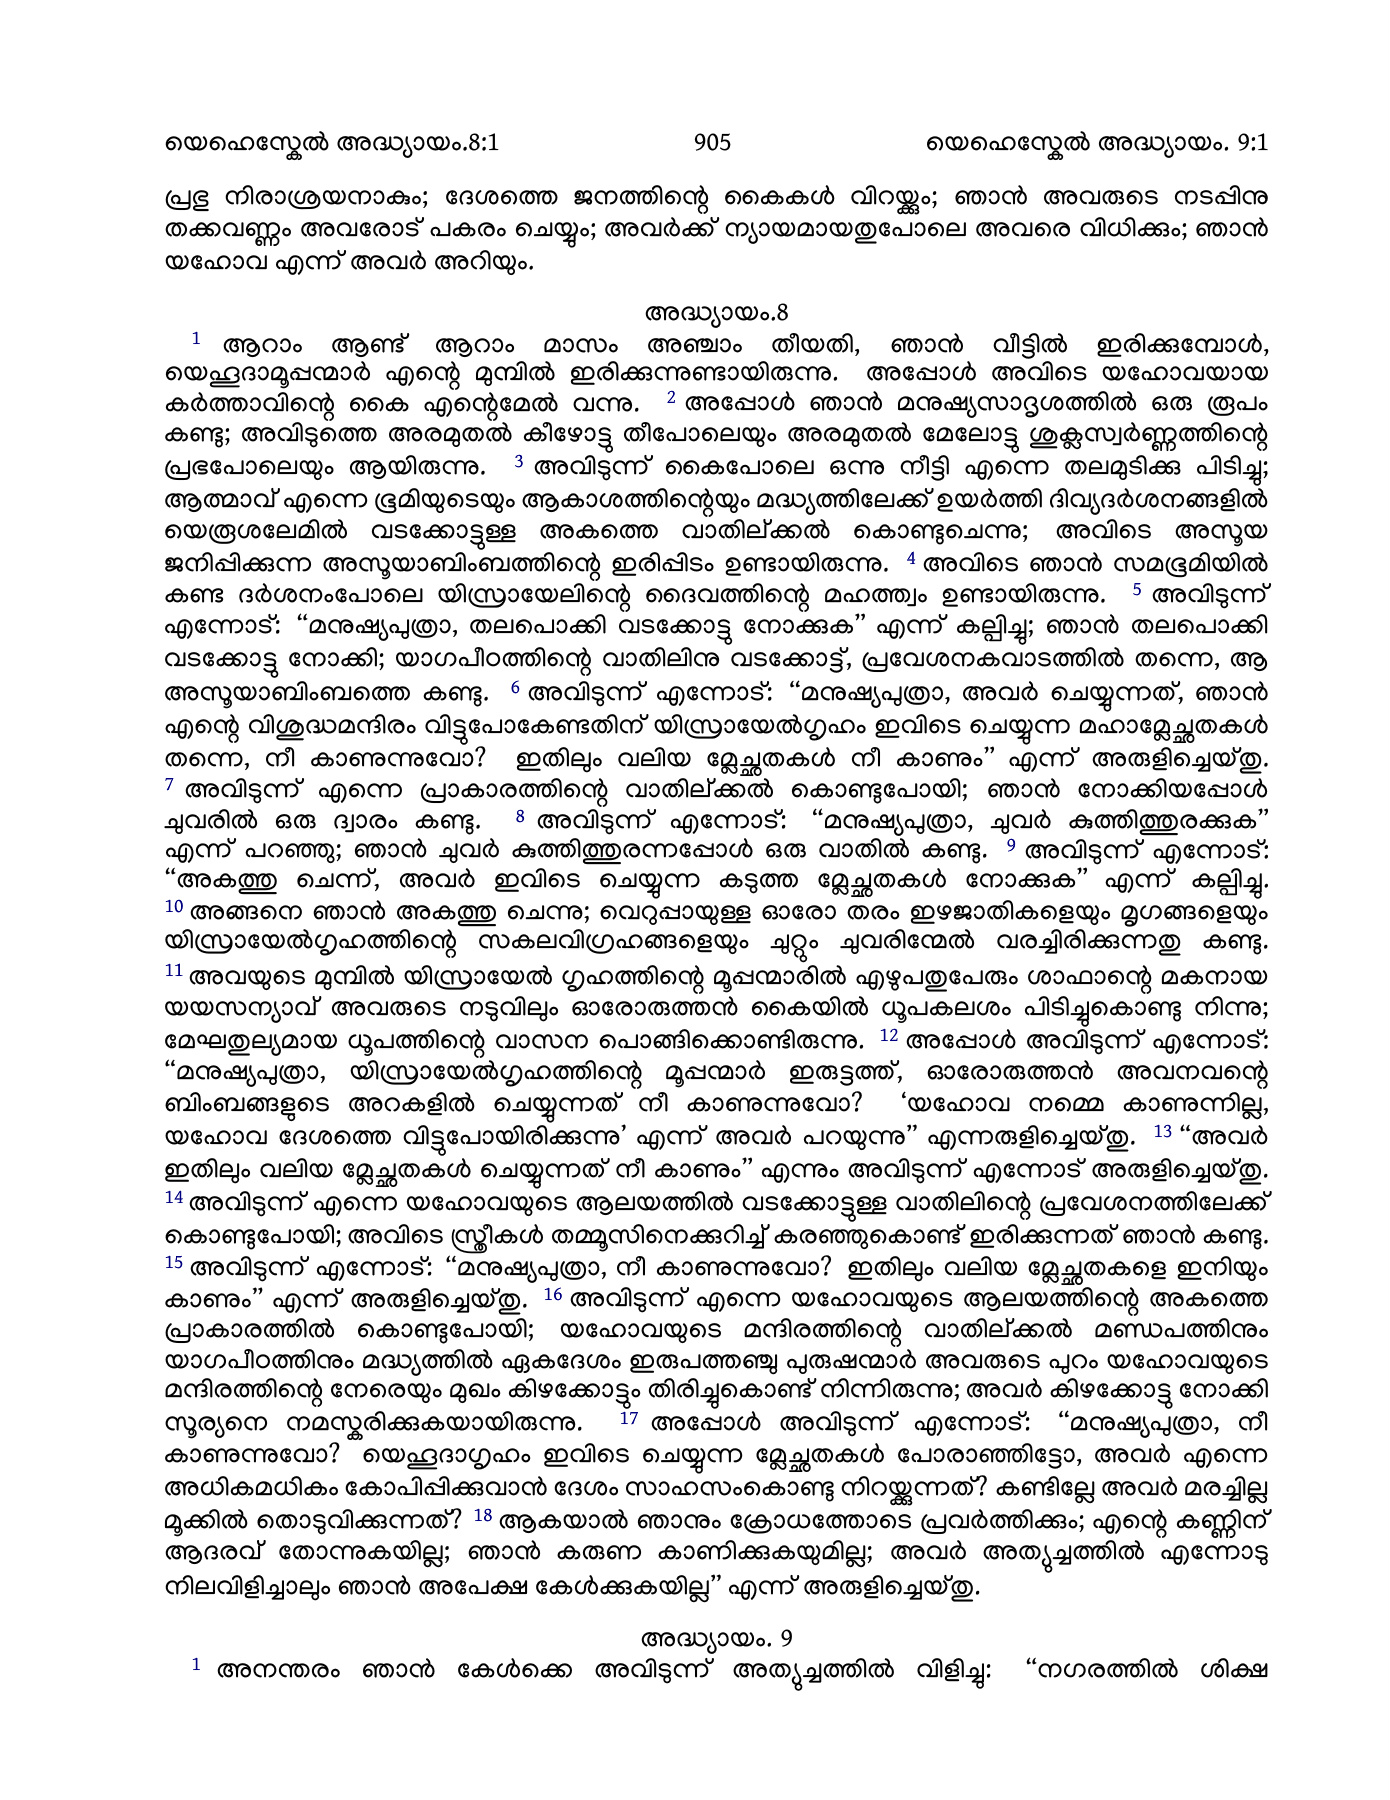 യെഹെസ്കേൽ അദ്ധ്യായം.8:1 905 യെഹെസ്കേൽ അദ്ധ്യായം. 9:1
പ്രഭു നിരാശ്രയനാകും; ദേശത്തെ ജനത്തിന്റെ കൈകൾ വിറയ്ക്കും; ഞാൻ അവരുടെ നടപ്പിനു
തക്കവണ്ണം അവരോട് പകരം ചെയ്യും; അവർക്ക് ന്യായമായതുപോലെ അവരെ വിധിക്കും; ഞാൻ
യഹോവ എന്ന് അവർ അറിയും.
അദ്ധ്യായം.8
1 ആറാം ആണ്ട് ആറാം മാസം അഞ്ചാം തീയതി, ഞാൻ വീട്ടിൽ ഇരിക്കുമ്പോൾ,
യെഹൂദാമൂപ്പന്മാർ എന്റെ മുമ്പിൽ ഇരിക്കുന്നുണ്ടായിരുന്നു. അപ്പോൾ അവിടെ യഹോവയായ
കർത്താവിന്റെ കൈ എന്റെമേൽ വന്നു. 2 അപ്പോൾ ഞാൻ മനുഷ്യസാദൃശത്തിൽ ഒരു രൂപം
കണ്ടു; അവിടുത്തെ അരമുതൽ കീഴോട്ടു തീപോലെയും അരമുതൽ മേലോട്ടു ശുക്ലസ്വർണ്ണത്തിന്റെ
പ്രഭപോലെയും ആയിരുന്നു. 3 അവിടുന്ന് കൈപോലെ ഒന്നു നീട്ടി എന്നെ തലമുടിക്കു പിടിച്ചു;
ആത്മാവ് എന്നെ ഭൂമിയുടെയും ആകാശത്തിന്റെയും മദ്ധ്യത്തിലേക്ക് ഉയർത്തി ദിവ്യദർശനങ്ങളിൽ
യെരൂശലേമിൽ വടക്കോട്ടുള്ള അകത്തെ വാതില്ക്കൽ കൊണ്ടുചെന്നു; അവിടെ അസൂയ
ജനിപ്പിക്കുന്ന അസൂയാബിംബത്തിന്റെ ഇരിപ്പിടം ഉണ്ടായിരുന്നു. 4 അവിടെ ഞാൻ സമഭൂമിയിൽ
കണ്ട ദർശനംപോലെ യിസ്രായേലിന്റെ ദൈവത്തിന്റെ മഹത്ത്വം ഉണ്ടായിരുന്നു. 5 അവിടുന്ന്
എന്നോട്: “മനുഷ്യപുത്രാ, തലപൊക്കി വടക്കോട്ടു നോക്കുക” എന്ന് കല്പിച്ചു; ഞാൻ തലപൊക്കി
വടക്കോട്ടു നോക്കി; യാഗപീഠത്തിന്റെ വാതിലിനു വടക്കോട്ട്, പ്രവേശനകവാടത്തിൽ തന്നെ, ആ
അസൂയാബിംബത്തെ കണ്ടു. 6 അവിടുന്ന് എന്നോട്: “മനുഷ്യപുത്രാ, അവർ ചെയ്യുന്നത്, ഞാൻ
എന്റെ വിശുദ്ധമന്ദിരം വിട്ടുപോകേണ്ടതിന് യിസ്രായേൽഗൃഹം ഇവിടെ ചെയ്യുന്ന മഹാമ്ലേച്ഛതകൾ
തന്നെ, നീ കാണുന്നുവോ? ഇതിലും വലിയ മ്ലേച്ഛതകൾ നീ കാണും” എന്ന് അരുളിച്ചെയ്തു.
7 അവിടുന്ന് എന്നെ പ്രാകാരത്തിന്റെ വാതില്ക്കൽ കൊണ്ടുപോയി; ഞാൻ നോക്കിയപ്പോൾ
ചുവരിൽ ഒരു ദ്വാരം കണ്ടു. 8 അവിടുന്ന് എന്നോട്: “മനുഷ്യപുത്രാ, ചുവർ കുത്തിത്തുരക്കുക”
എന്ന് പറഞ്ഞു; ഞാൻ ചുവർ കുത്തിത്തുരന്നപ്പോൾ ഒരു വാതിൽ കണ്ടു. 9 അവിടുന്ന് എന്നോട്:
“അകത്തു ചെന്ന്, അവർ ഇവിടെ ചെയ്യുന്ന കടുത്ത മ്ലേച്ഛതകൾ നോക്കുക” എന്ന് കല്പിച്ചു.
10 അങ്ങനെ ഞാൻ അകത്തു ചെന്നു; വെറുപ്പായുള്ള ഓരോ തരം ഇഴജാതികളെയും മൃഗങ്ങളെയും
യിസ്രായേൽഗൃഹത്തിന്റെ സകലവിഗ്രഹങ്ങളെയും ചുറ്റും ചുവരിന്മേൽ വരച്ചിരിക്കുന്നതു കണ്ടു.
11 അവയുടെ മുമ്പിൽ യിസ്രായേൽ ഗൃഹത്തിന്റെ മൂപ്പന്മാരിൽ എഴുപതുപേരും ശാഫാന്റെ മകനായ
യയസന്യാവ് അവരുടെ നടുവിലും ഓരോരുത്തൻ കൈയിൽ ധൂപകലശം പിടിച്ചുകൊണ്ടു നിന്നു;
മേഘതുല്യമായ ധൂപത്തിന്റെ വാസന പൊങ്ങിക്കൊണ്ടിരുന്നു. 12 അപ്പോൾ അവിടുന്ന് എന്നോട്:
“മനുഷ്യപുത്രാ, യിസ്രായേൽഗൃഹത്തിന്റെ മൂപ്പന്മാർ ഇരുട്ടത്ത്, ഓരോരുത്തൻ അവനവന്റെ
ബിംബങ്ങളുടെ അറകളിൽ ചെയ്യുന്നത് നീ കാണുന്നുവോ? ‘യഹോവ നമ്മെ കാണുന്നില്ല,
യഹോവ ദേശത്തെ വിട്ടുപോയിരിക്കുന്നു’ എന്ന് അവർ പറയുന്നു” എന്നരുളിച്ചെയ്തു. 13 “അവർ
ഇതിലും വലിയ മ്ലേച്ഛതകൾ ചെയ്യുന്നത് നീ കാണും” എന്നും അവിടുന്ന് എന്നോട് അരുളിച്ചെയ്തു.
14 അവിടുന്ന് എന്നെ യഹോവയുടെ ആലയത്തിൽ വടക്കോട്ടുള്ള വാതിലിന്റെ പ്രവേശനത്തിലേക്ക്
കൊണ്ടുപോയി; അവിടെ സ്ത്രീകൾ തമ്മൂസിനെക്കുറിച്ച് കരഞ്ഞുകൊണ്ട് ഇരിക്കുന്നത് ഞാൻ കണ്ടു.
15 അവിടുന്ന് എന്നോട്: “മനുഷ്യപുത്രാ, നീ കാണുന്നുവോ? ഇതിലും വലിയ മ്ലേച്ഛതകളെ ഇനിയും
കാണും” എന്ന് അരുളിച്ചെയ്തു. 16 അവിടുന്ന് എന്നെ യഹോവയുടെ ആലയത്തിന്റെ അകത്തെ
പ്രാകാരത്തിൽ കൊണ്ടുപോയി; യഹോവയുടെ മന്ദിരത്തിന്റെ വാതില്ക്കൽ മണ്ഡപത്തിനും
യാഗപീഠത്തിനും മദ്ധ്യത്തിൽ ഏകദേശം ഇരുപത്തഞ്ചു പുരുഷന്മാർ അവരുടെ പുറം യഹോവയുടെ
മന്ദിരത്തിന്റെ നേരെയും മുഖം കിഴക്കോട്ടും തിരിച്ചുകൊണ്ട് നിന്നിരുന്നു; അവർ കിഴക്കോട്ടു നോക്കി
സൂര്യനെ നമസ്കരിക്കുകയായിരുന്നു. 17 അപ്പോൾ അവിടുന്ന് എന്നോട്: “മനുഷ്യപുത്രാ, നീ
കാണുന്നുവോ? യെഹൂദാഗൃഹം ഇവിടെ ചെയ്യുന്ന മ്ലേച്ഛതകൾ പോരാഞ്ഞിട്ടോ, അവർ എന്നെ
അധികമധികം കോപിപ്പിക്കുവാൻ ദേശം സാഹസംകൊണ്ടു നിറയ്ക്കുന്നത്? കണ്ടില്ലേ അവർ മരച്ചില്ല
മൂക്കിൽ തൊടുവിക്കുന്നത്? 18 ആകയാൽ ഞാനും ക്രോധത്തോടെ പ്രവർത്തിക്കും; എന്റെ കണ്ണിന്
ആദരവ് തോന്നുകയില്ല; ഞാൻ കരുണ കാണിക്കുകയുമില്ല; അവർ അത്യുച്ചത്തിൽ എന്നോടു
നിലവിളിച്ചാലും ഞാൻ അപേക്ഷ കേൾക്കുകയില്ല” എന്ന് അരുളിച്ചെയ്തു.
അദ്ധ്യായം. 9
1 അനന്തരം ഞാൻ കേൾക്കെ അവിടുന്ന് അത്യുച്ചത്തിൽ വിളിച്ചു: “നഗരത്തിൽ ശിക്ഷ